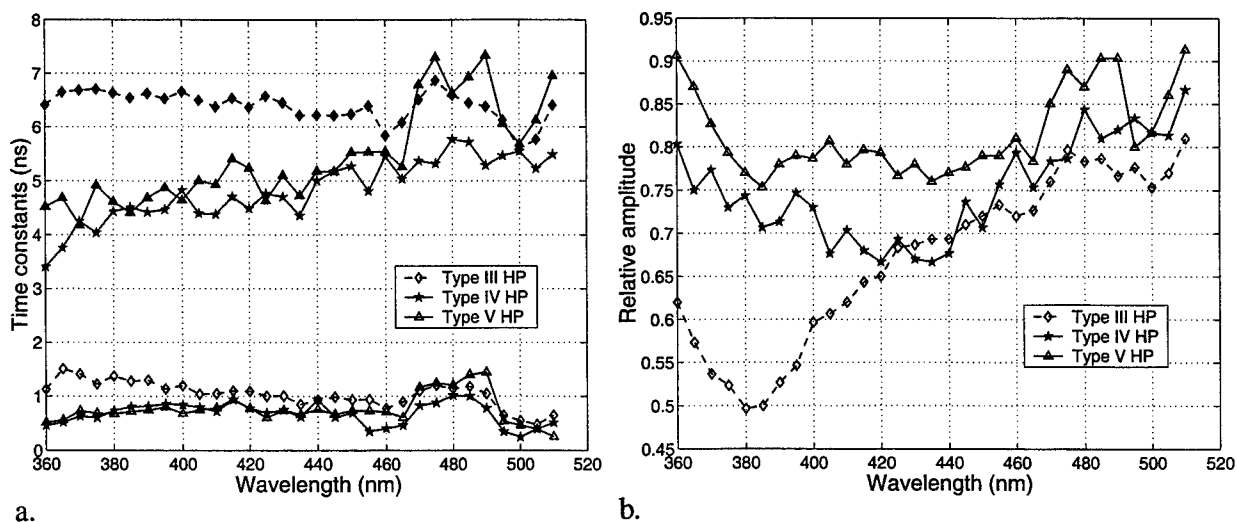 8
7
6
5
4
3
2
1
0
Time constants (ns)
Type III HP
Type IV HP
Type V HP
360 380 400 420 440 460 480 500 520
Wavelength (nm)
a.
0.95
0.9
0.85
0.8
0.75
0.7
0.65
0.6
0.55
0.5
0.45
Relative amplitude
Type III HP
Type IV HP
Type V HP
360 380 400 420 440 460 480 500 510 520
Wavelength (nm)
b.